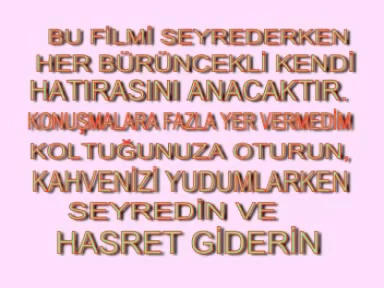 BU FİLMİ SEYREDERKEN
HER BÜRÜNCEKLİ KENDİ
HATIRASINI ANACAKTIR.
KONUŞMALARA FAZLA YER VERMEDİM
KOLTUĞUNUZA OTURUN,
KAHVENİZİ YUDUMLARKEN
SEYREDİN VE
HASRET GİDERİN